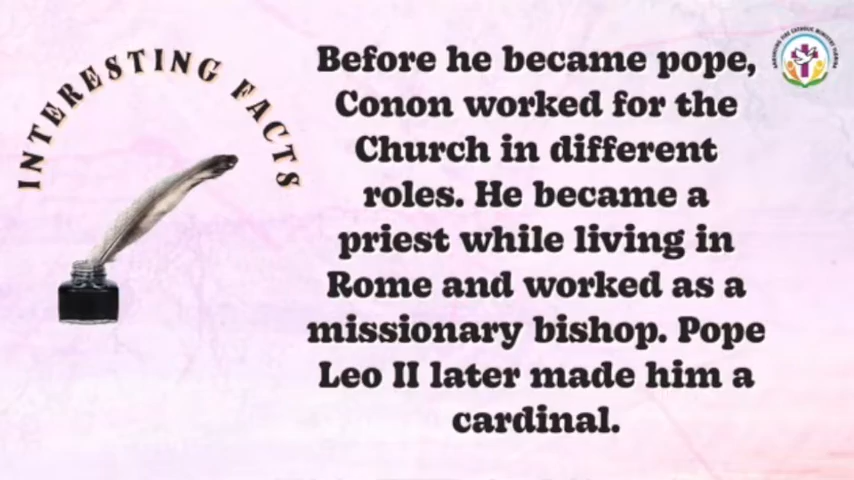 INTERESTING FACTS
Before he became pope,
Conon worked for the
Church in different
roles. He became a
priest while living in
Rome and worked as a
missionary bishop. Pope
Leo II later made him a
cardinal.